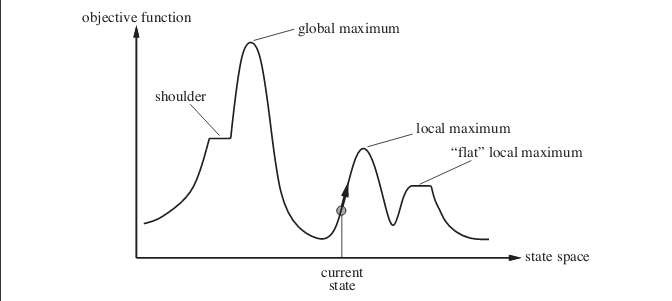 objective function
global maximum
shoulder
local maximum
“flat” local maximum
state space
current
state